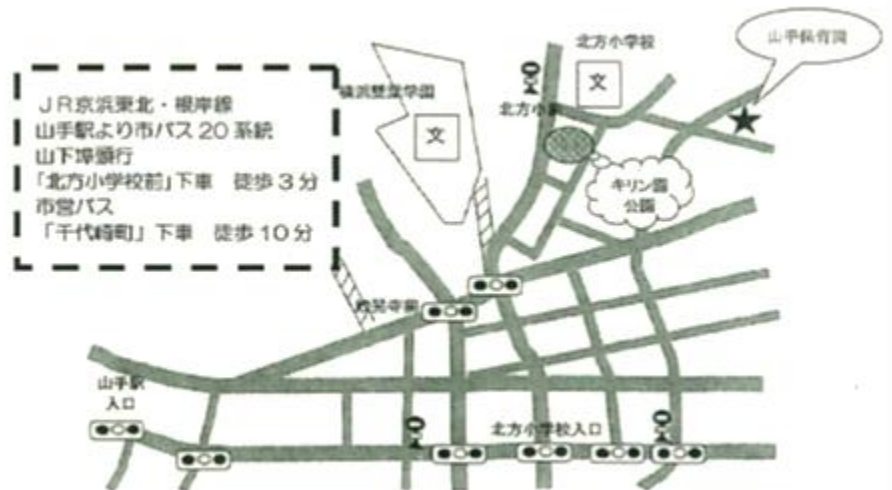 JR京浜東北・根岸線
山手駅より市バス20系統
山下埠頭行
「北方小学校前」下車 徒歩3分
市営バス
「千代崎町」下車 徒歩10分
横浜雙葉学園
文
北方小学校
文
北方小前
山手保育園
キリン園
公園
山手駅
入口
北方小学校入口